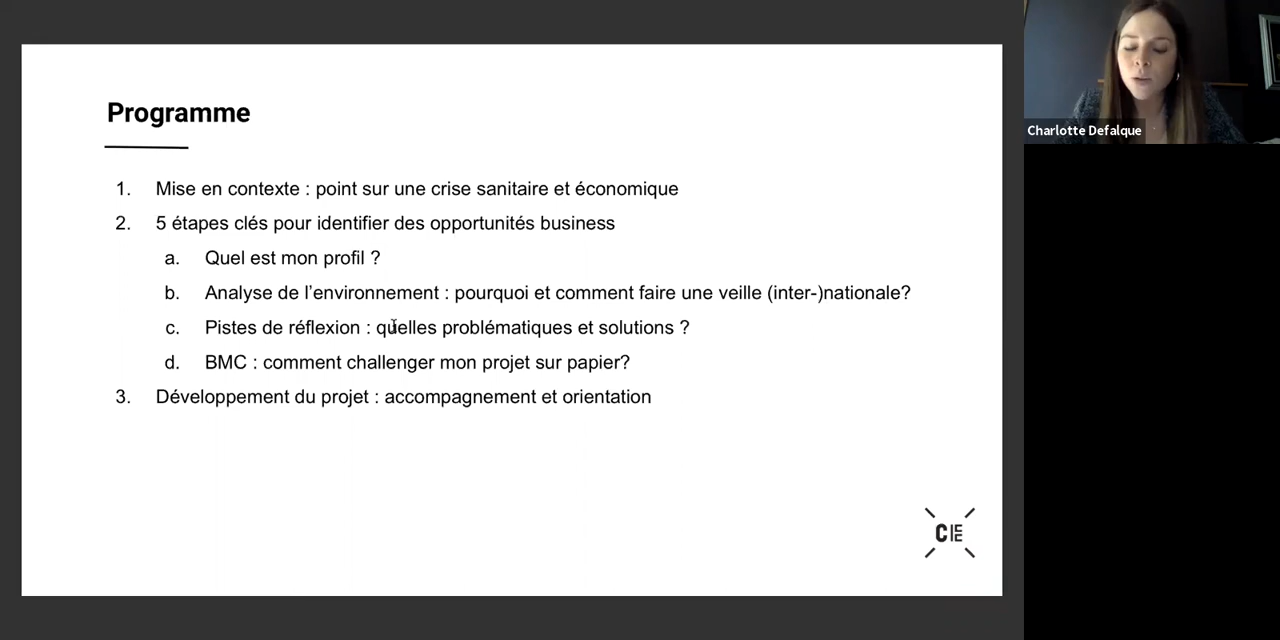 Programme
1. Mise en contexte : point sur une crise sanitaire et économique
2. 5 étapes clés pour identifier des opportunités business
a. Quel est mon profil ?
b. Analyse de l’environnement : pourquoi et comment faire une veille (inter-)nationale?
c. Pistes de réflexion : quelles problématiques et solutions ?
d. BMC : comment challenger mon projet sur papier?
3. Développement du projet : accompagnement et orientation
CEE
Charlotte Defalque